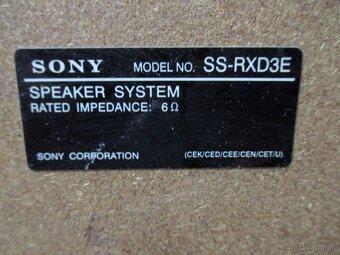 SONY MODEL NO. SS-RXD3E
SPEAKER SYSTEM
RATED IMPEDANCE: 6Ω
SONY CORPORATION (CEK/CED/CEE/CEN/CET/U)